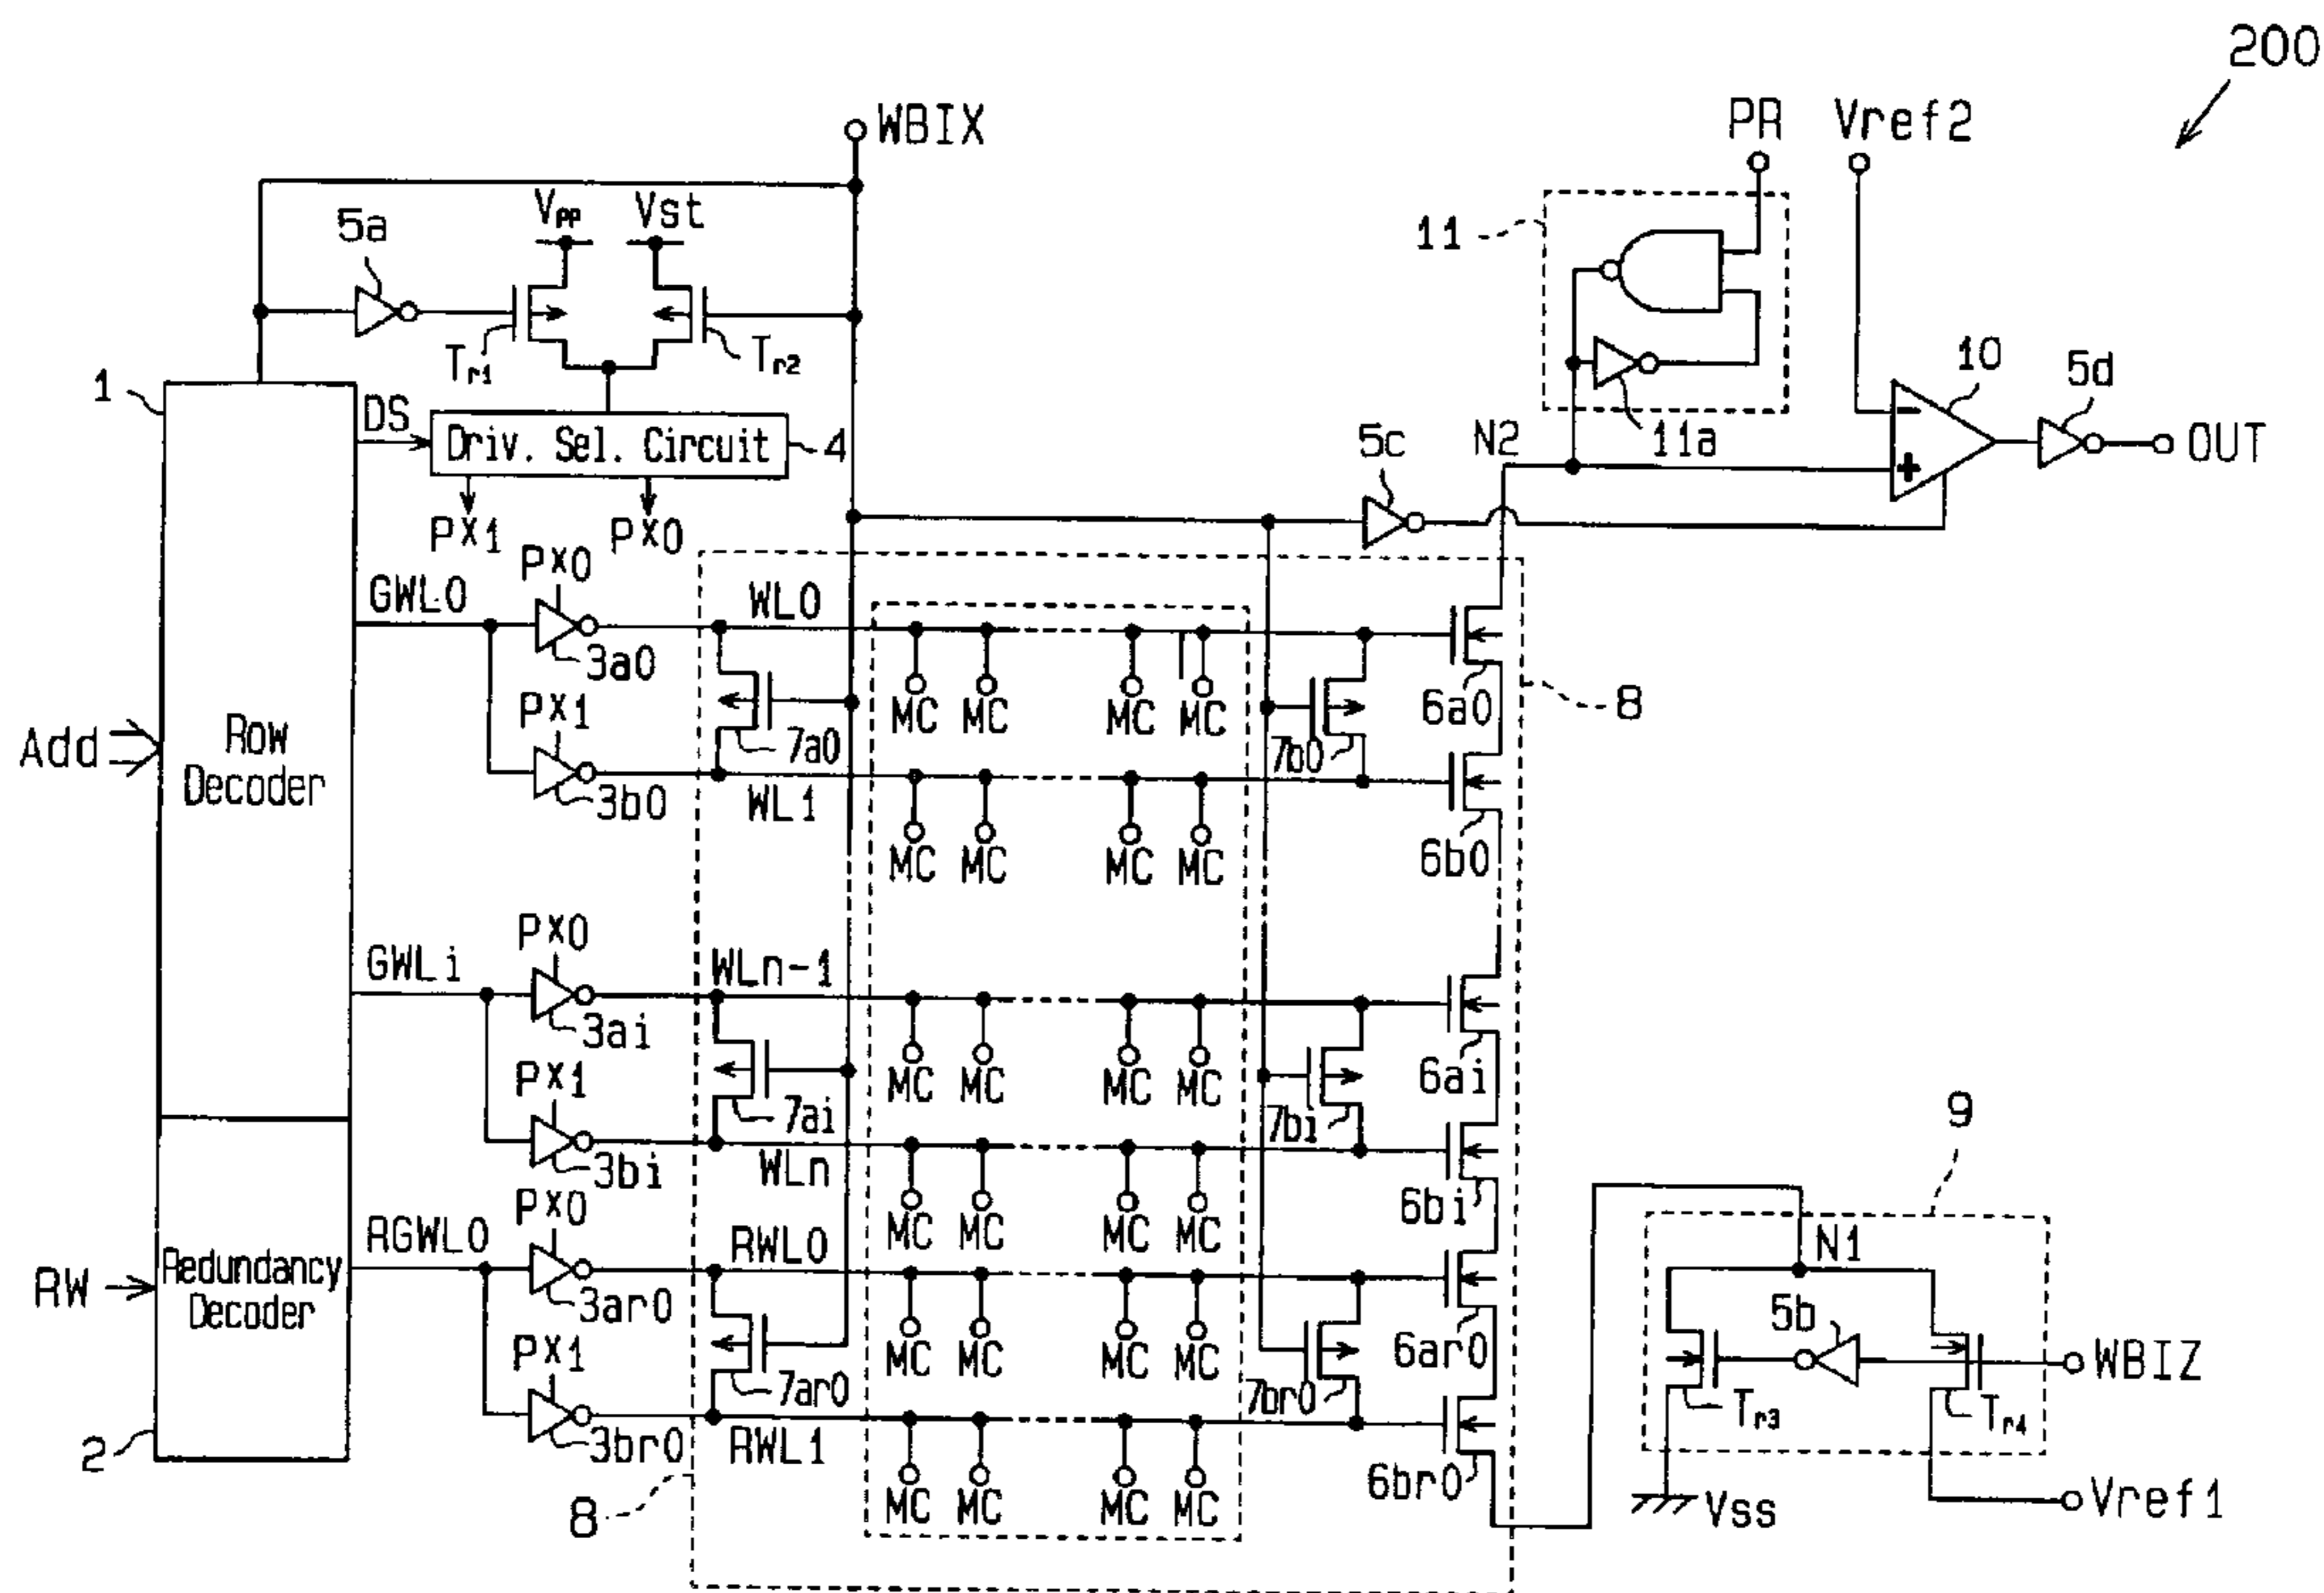 200
WBIX
PR Vref2
Vpp Vst
5a
11
Tr1 Tr2
10 5d
1
DS
Driv. Sel. Circuit
4
PX1 PX0
5c N2 11a
OUT
GWL0 PX0 WL0
3a0
MC MC MC MC
6a0
8
Add
Row
Decoder
PX1
7a0
7b0
3b0
WL1
MC MC MC MC
6b0
GWLi PX0 WLn-1
3ai
MC MC MC MC
6ai
PX1
7ai
7bi
3bi
WLn
MC MC MC MC
6bi
9
RW
Redundancy
Decoder
RGWL0 PX0 RWL0
3ar0
MC MC MC MC
6ar0
N1
5b
WBIZ
PX1
7ar0
7br0
Tr3 Tr4
2
3br0
RWL1
MC MC MC MC
6br0
8
Vss
Vref1